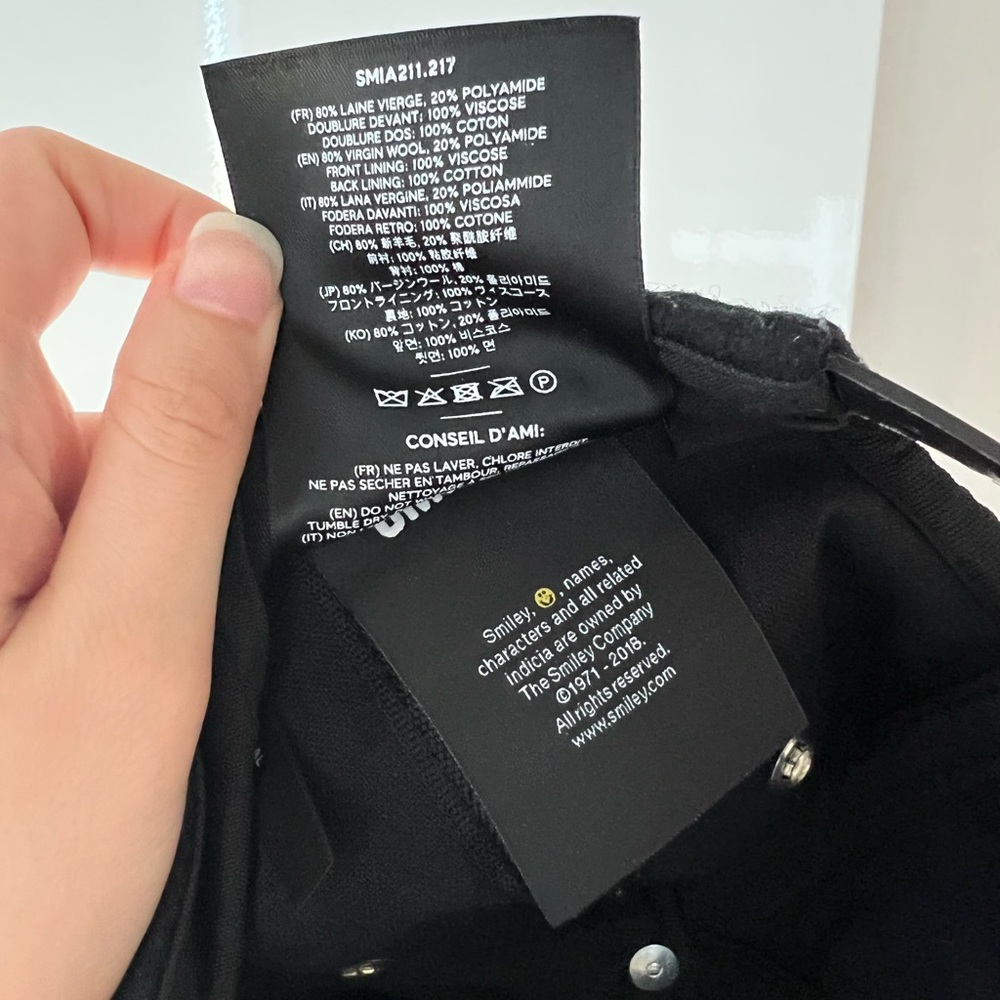 SMIA211.217
(FR) 80% LAINE VIERGE, 20% POLYAMIDE
DOUBLURE DEVANT: 100% VISCOSE
DOUBLURE DOS: 100% COTON
(EN) 80% VIRGIN WOOL, 20% POLYAMIDE
FRONT LINING: 100% VISCOSE
BACK LINING: 100% COTTON
(IT) 80% LANA VERGINE, 20% POLIAMMIDE
FODERA DAVANTI: 100% VISCOSA
FODERA RETRO: 100% COTONE
(CH) 80% 新羊毛, 20% 聚酰胺纤维
前衬: 100% 粘胶纤维
背衬: 100% 棉
(JP) 80% バージンウール, 20% 폴리아미드
フロントライニング: 100% ヴィスコース
裏地: 100% コットン
(KO) 80% コットン, 20% 폴리아미드
앞면: 100% 비스코스
뒷면: 100% 면
P
CONSEIL D'AMI:
(FR) NE PAS LAVER, CHLORE INTERDIT
NE PAS SECHER EN TAMBOUR,
NETTOYAGE
(EN) DO NOT
TUMBLE DRY
(IT) NON
Smiley, , names,
characters and all related
indicia are owned by
The Smiley Company
©1971 - 2018.
All rights reserved.
www.smiley.com